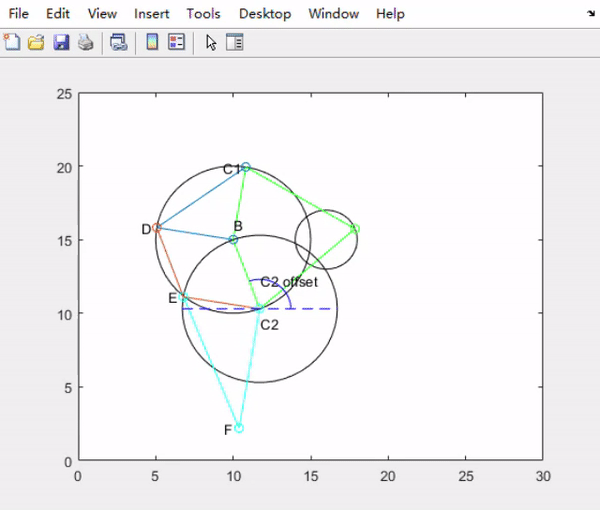 File Edit View Insert Tools Desktop Window Help
25
20
15
10
5
0
C1
D
B
C2 offset
E
C2
F
0 5 10 15 20 25 30